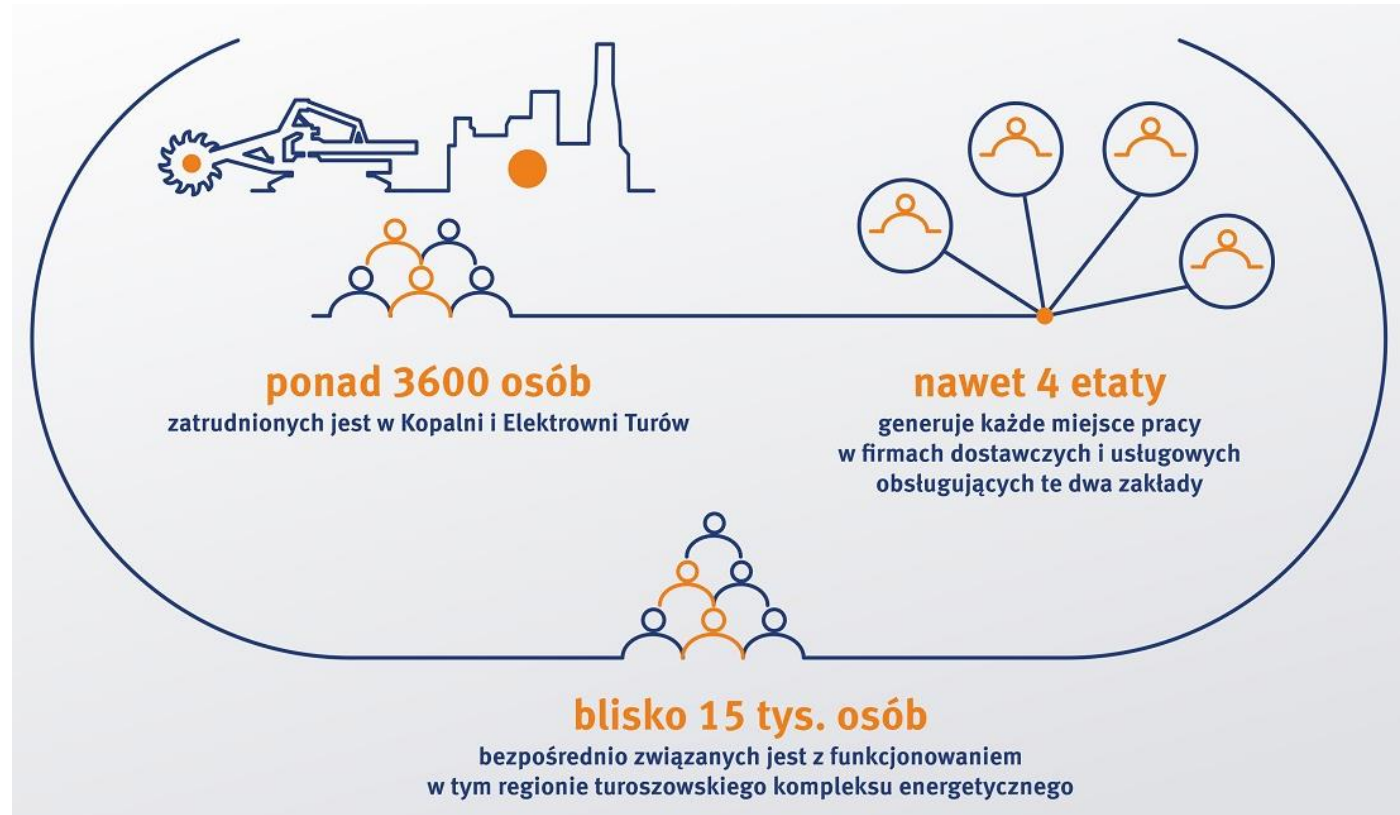 ponad 3600 osób
zatrudnionych jest w Kopalni i Elektrowni Turów
nawet 4 etaty
generuje każde miejsce pracy
w firmach dostawczych i usługowych
obsługujących te dwa zakłady
blisko 15 tys. osób
bezpośrednio związanych jest z funkcjonowaniem
w tym regionie turoszowskiego kompleksu energetycznego